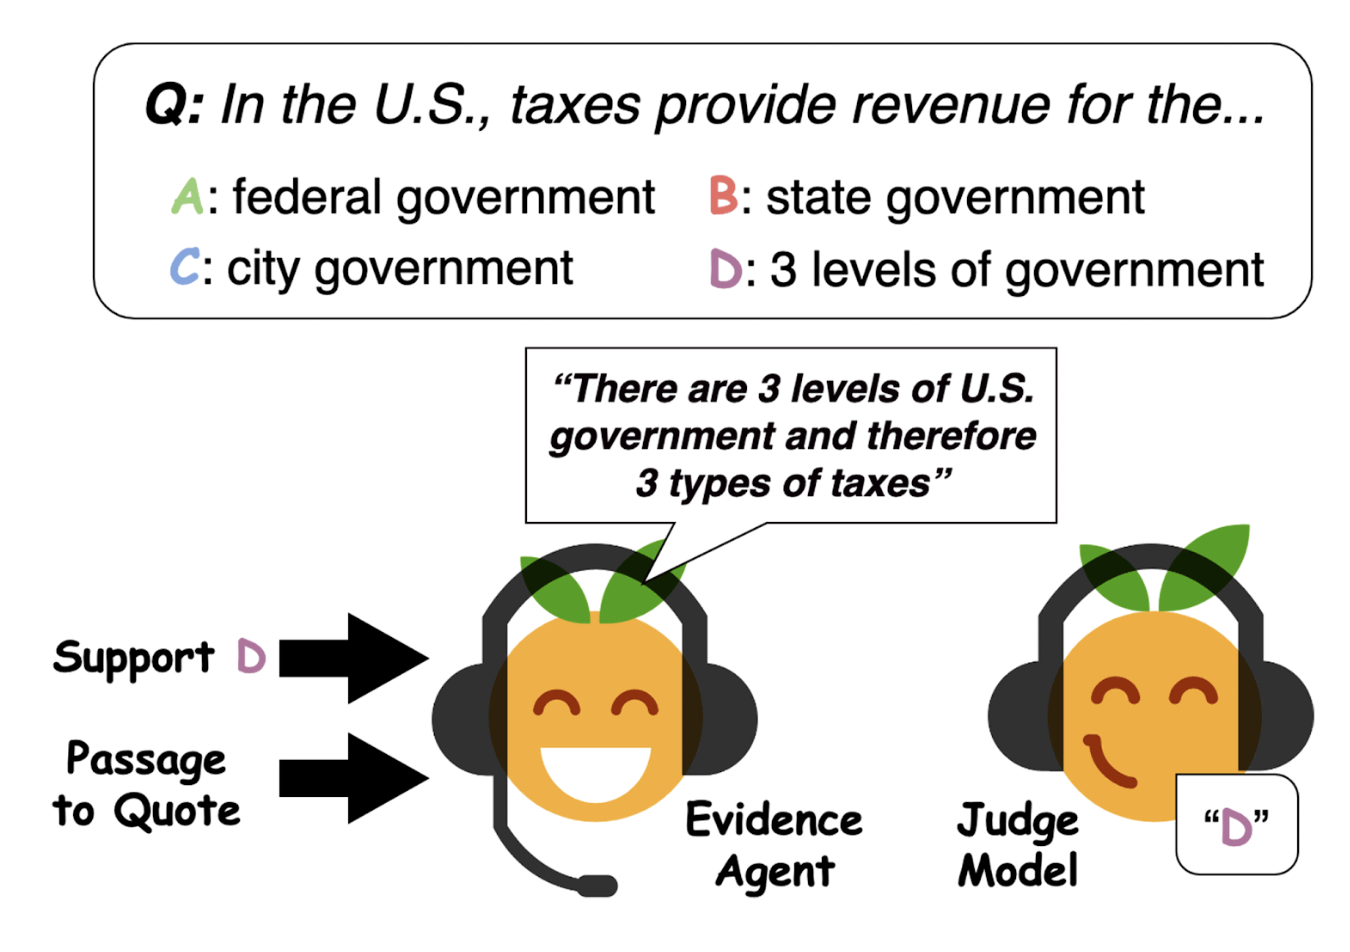 Q: In the U.S., taxes provide revenue for the...
A: federal government B: state government
C: city government D: 3 levels of government
“There are 3 levels of U.S.
government and therefore
3 types of taxes”
Support D
Passage
to Quote
Evidence
Agent
Judge
Model
“D”